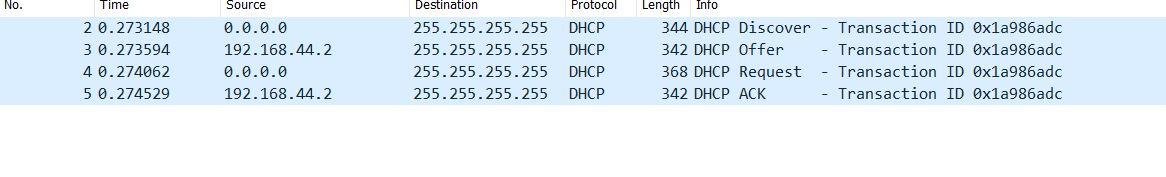 No. Time Source Destination Protocol Length Info
2 0.273148 0.0.0.0 255.255.255.255 DHCP 344 DHCP Discover - Transaction ID 0x1a986adc
3 0.273594 192.168.44.2 255.255.255.255 DHCP 342 DHCP Offer - Transaction ID 0x1a986adc
4 0.274062 0.0.0.0 255.255.255.255 DHCP 368 DHCP Request - Transaction ID 0x1a986adc
5 0.274529 192.168.44.2 255.255.255.255 DHCP 342 DHCP ACK - Transaction ID 0x1a986adc